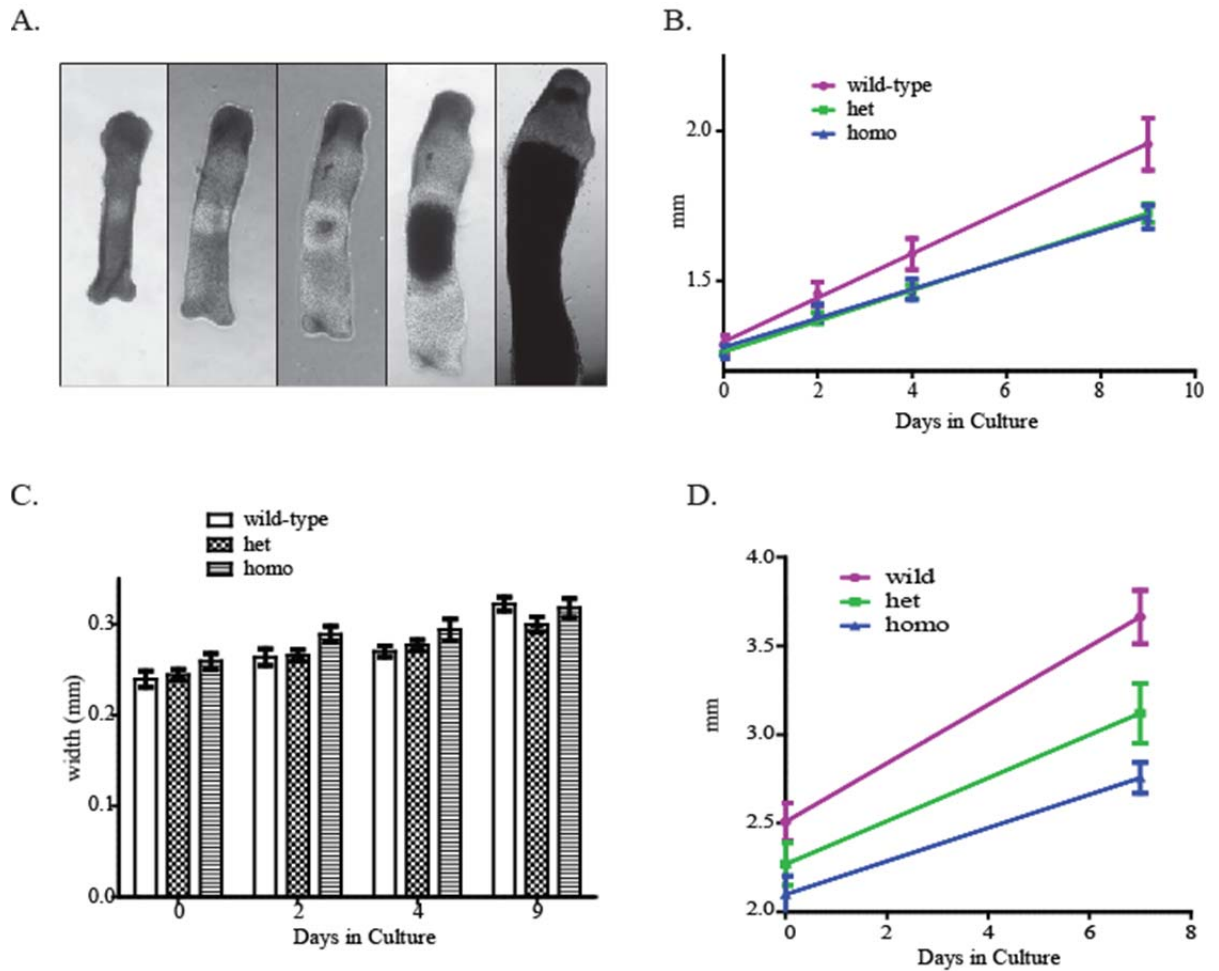 A.
B.
wild-type
het
homo
2.0
1.5
mm
0
2
4
6
8
10
Days in Culture
C.
wild-type
het
homo
0.3
0.2
0.1
0.0
width (mm)
0
2
4
9
Days in Culture
D.
wild
het
homo
4.0
3.5
3.0
2.5
2.0
mm
0
2
4
6
8
Days in Culture